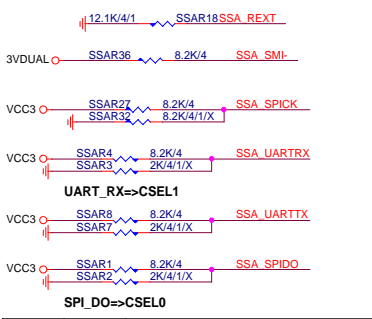 12.1K/4/1 SSAR18 SSA_REXT
3VDUAL SSAR36 8.2K/4 SSA_SMI-
VCC3 SSAR27 8.2K/4 SSA_SPICK
SSAR32 8.2K/4/1/X
VCC3 SSAR4 8.2K/4 SSA_UARTRX
SSAR3 2K/4/1/X
UART_RX=>CSEL1
VCC3 SSAR8 8.2K/4 SSA_UARTTX
SSAR7 2K/4/1/X
VCC3 SSAR1 8.2K/4 SSA_SPIDO
SSAR2 2K/4/1/X
SPI_DO=>CSEL0